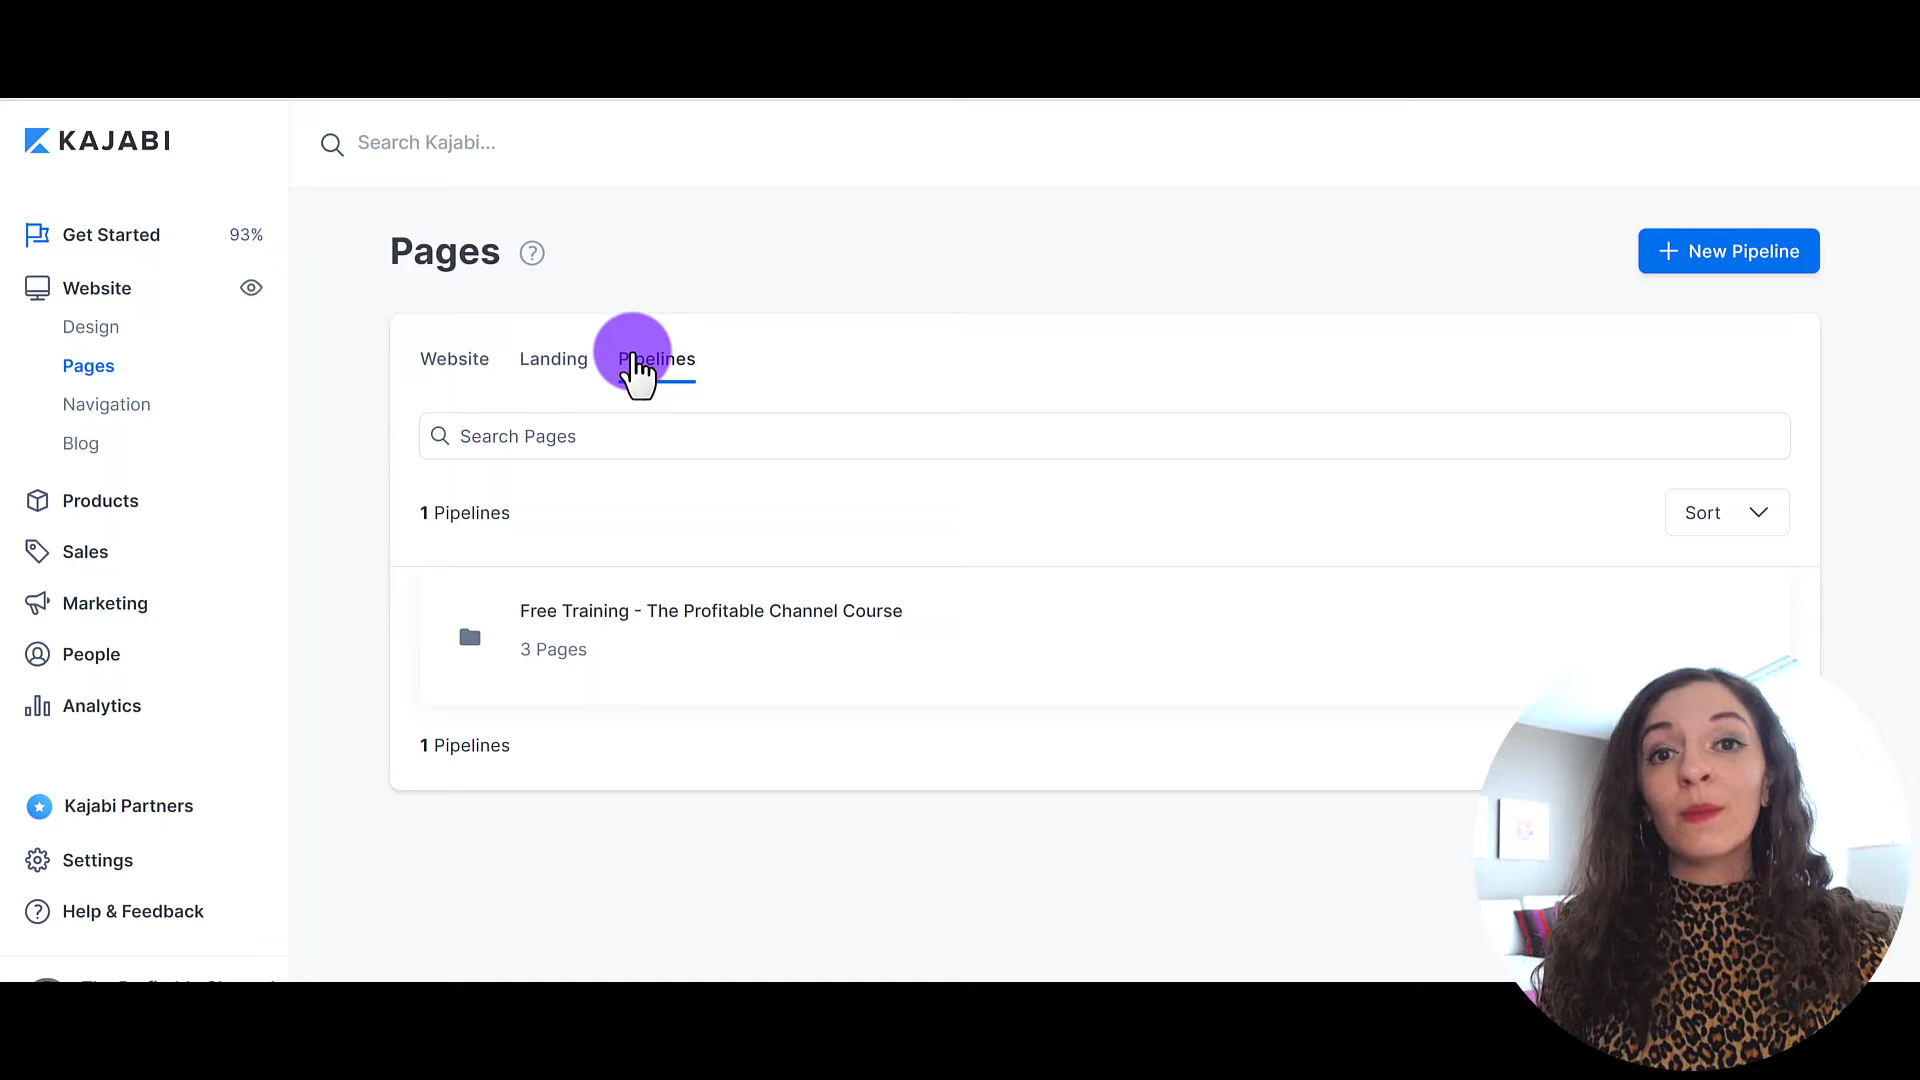 KAJABI
Search Kajabi...
Get Started 93%
Website
Design
Pages
Navigation
Blog
Products
Sales
Marketing
People
Analytics
Kajabi Partners
Settings
Help & Feedback
Pages
New Pipeline
Website Landing Pipelines
Search Pages
1 Pipelines
Sort
Free Training - The Profitable Channel Course
3 Pages
1 Pipelines